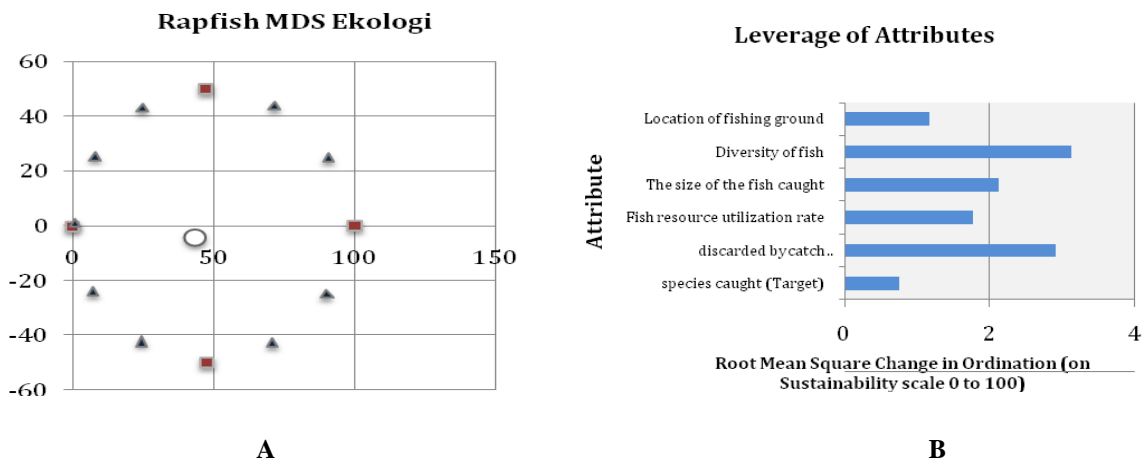 Rapfish MDS Ekologi
60
40
20
0
-20
-40
-60
0
50
100
150
A
Leverage of Attributes
Attribute
Location of fishing ground
Diversity of fish
The size of the fish caught
Fish resource utilization rate
discarded bycatch ..
species caught (Target)
0
2
4
Root Mean Square Change in Ordination (on
Sustainability scale 0 to 100)
B